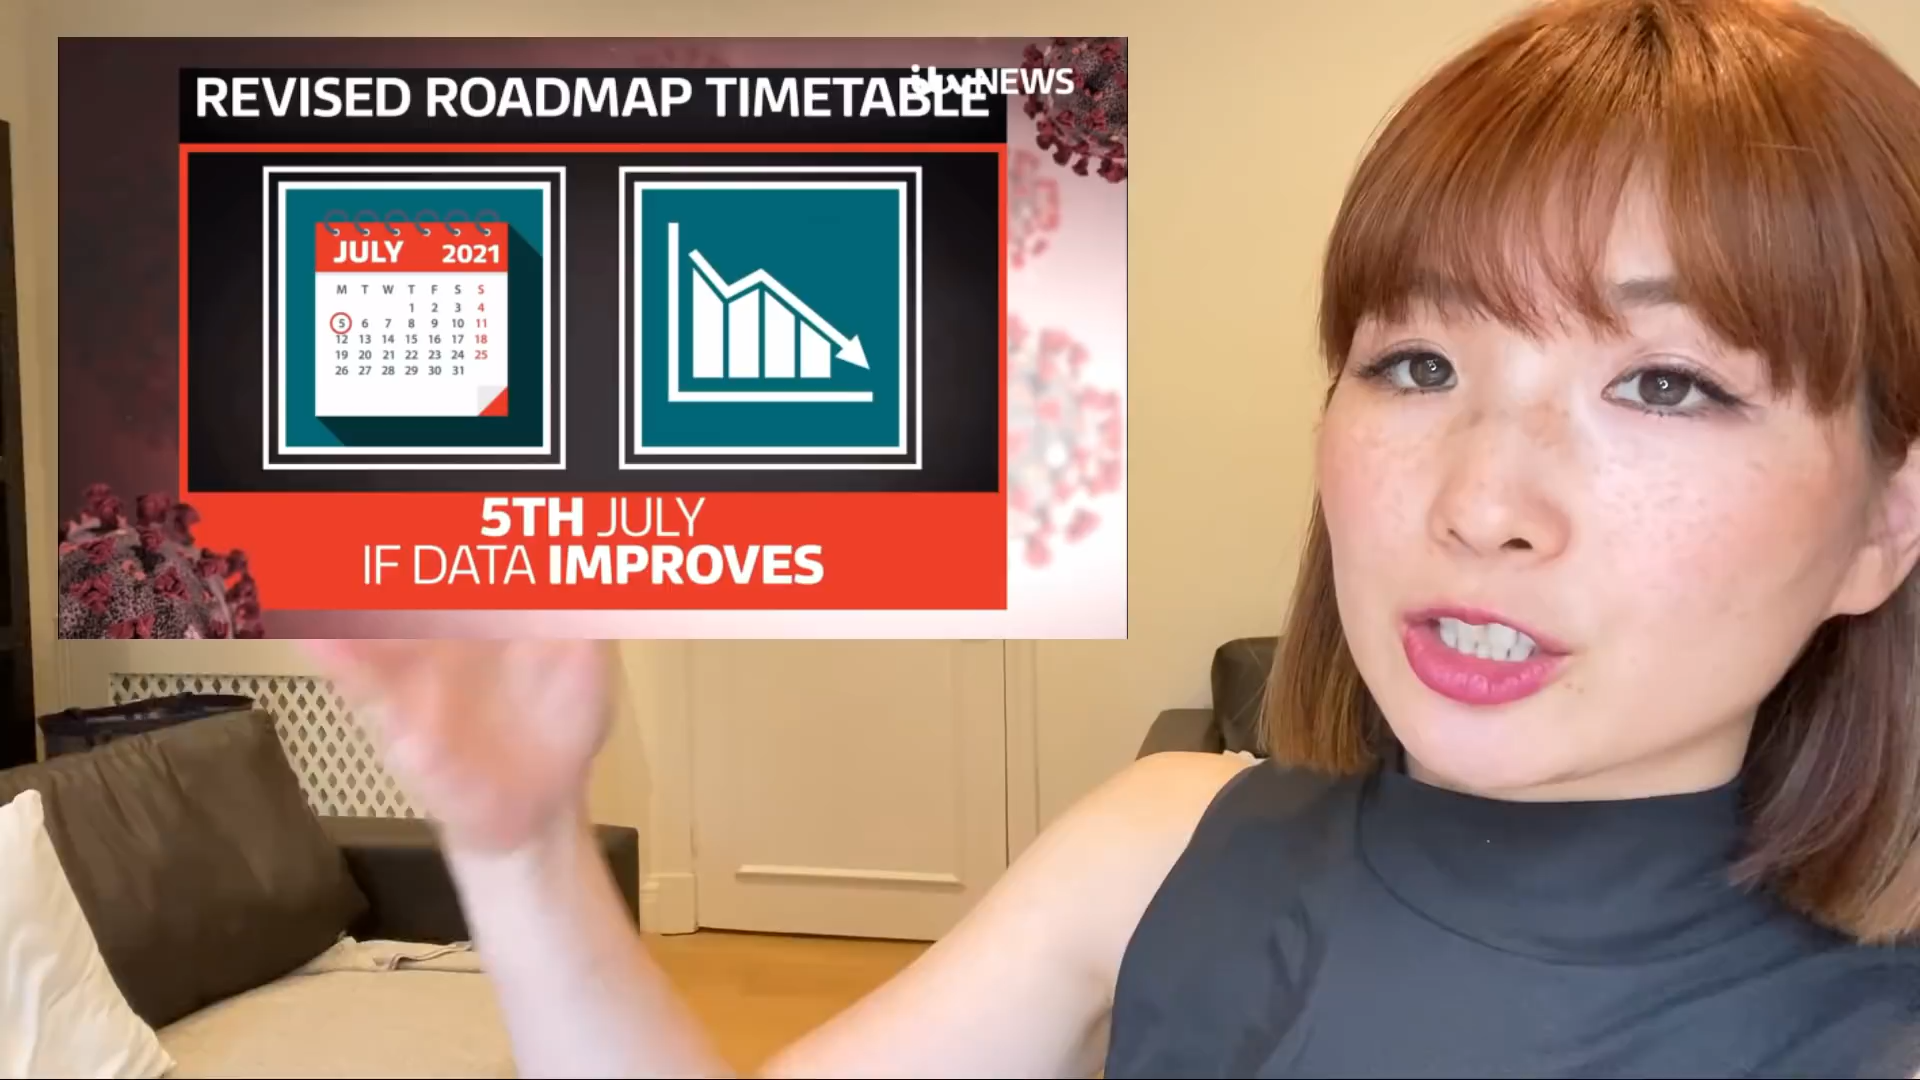 REVISED ROADMAP TIMETABLE
itv NEWS
JULY 2021
M T W T F S S
1 2 3 4
5 6 7 8 9 10 11
12 13 14 15 16 17 18
19 20 21 22 23 24 25
26 27 28 29 30 31
5TH JULY
IF DATA IMPROVES